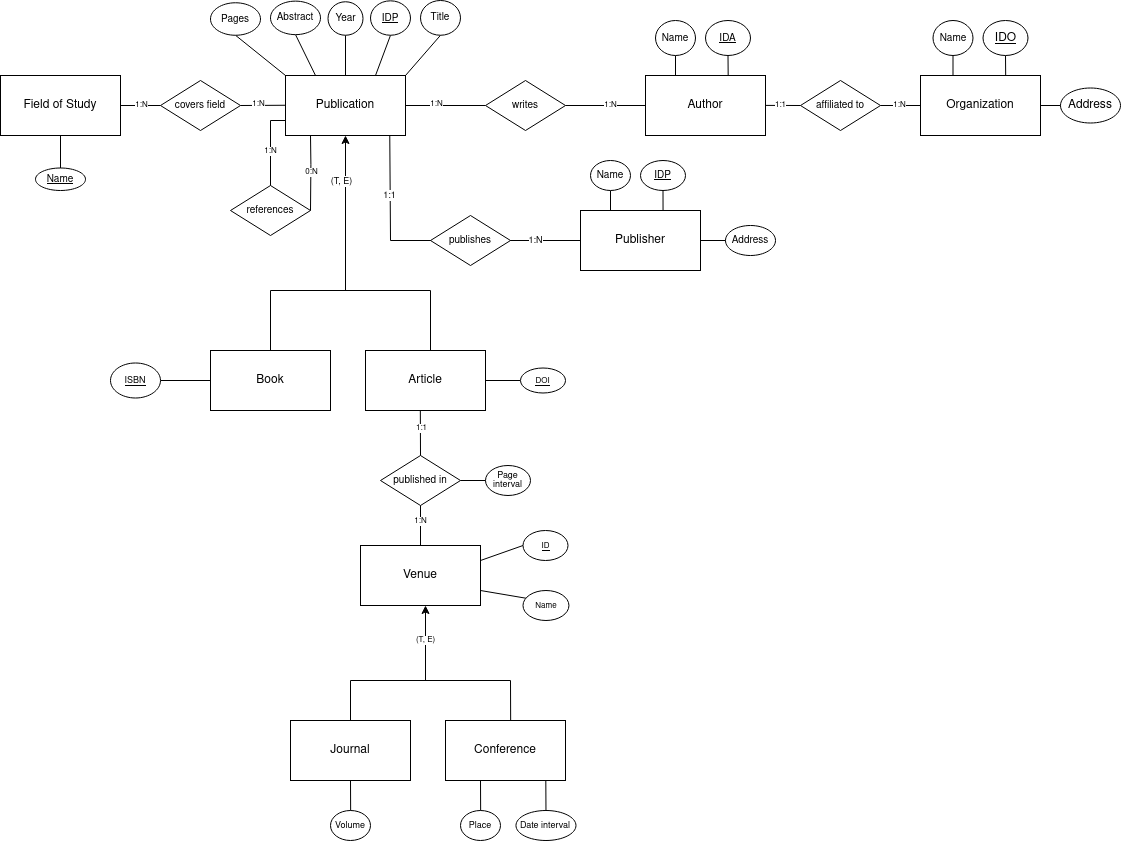 Pages
Abstract
Year
IDP
Title
Name
IDA
Name
IDO
Field of Study
1:N
covers field
1:N
Publication
1:N
writes
1:N
Author
1:1
affiliated to
1:N
Organization
Address
Name
1:N
0:N
(T, E)
1:1
references
Name
IDP
publishes
1:N
Publisher
Address
ISBN
Book
Article
DOI
1:1
published in
Page
interval
1:N
Venue
ID
Name
(T, E)
Journal
Conference
Volume
Place
Date interval